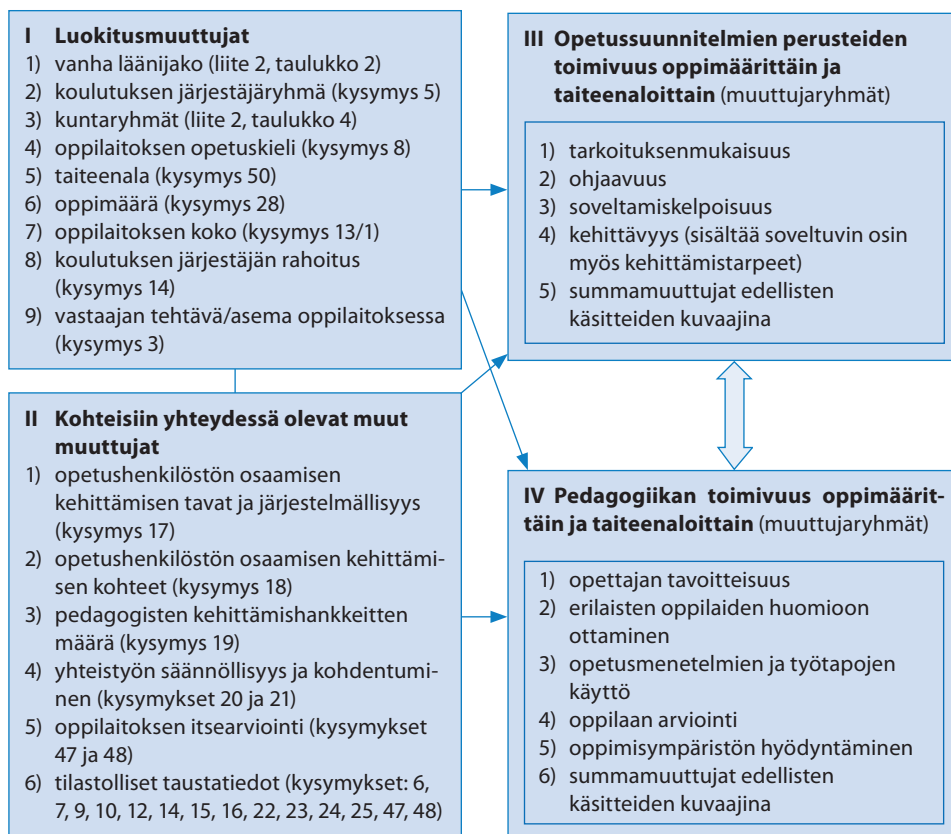 I Luokitusmuuttujat
1) vanha läänijako (liite 2, taulukko 2)
2) koulutuksen järjestäjäryhmä (kysymys 5)
3) kuntaryhmät (liite 2, taulukko 4)
4) oppilaitoksen opetuskieli (kysymys 8)
5) taiteenala (kysymys 50)
6) oppimäärä (kysymys 28)
7) oppilaitoksen koko (kysymys 13/1)
8) koulutuksen järjestäjän rahoitus
(kysymys 14)
9) vastaajan tehtävä/asema oppilaitoksessa
(kysymys 3)
II Kohteisiin yhteydessä olevat muut
muuttujat
1) opetushenkilöstön osaamisen
kehittämisen tavat ja järjestelmällisyys
(kysymys 17)
2) opetushenkilöstön osaamisen kehittämi-
sen kohteet (kysymys 18)
3) pedagogisten kehittämishankkeitten
määrä (kysymys 19)
4) yhteistyön säännöllisyys ja kohdentumi-
nen (kysymykset 20 ja 21)
5) oppilaitoksen itsearviointi (kysymykset
47 ja 48)
6) tilastolliset taustatiedot (kysymykset: 6,
7, 9, 10, 12, 14, 15, 16, 22, 23, 24, 25, 47, 48)
III Opetussuunnitelmien perusteiden
toimivuus oppimäärittäin ja
taiteenaloittain (muuttujaryhmät)
1) tarkoituksenmukaisuus
2) ohjaavuus
3) soveltamiskelpoisuus
4) kehittävyys (sisältää soveltuvin osin
myös kehittämistarpeet)
5) summamuuttujat edellisten
käsitteiden kuvaajina
IV Pedagogiikan toimivuus oppimäärit-
täin ja taiteenaloittain (muuttujaryhmät)
1) opettajan tavoitteisuus
2) erilaisten oppilaiden huomioon
ottaminen
3) opetusmenetelmien ja työtapojen
käyttö
4) oppilaan arviointi
5) oppimisympäristön hyödyntäminen
6) summamuuttujat edellisten
käsitteiden kuvaajina